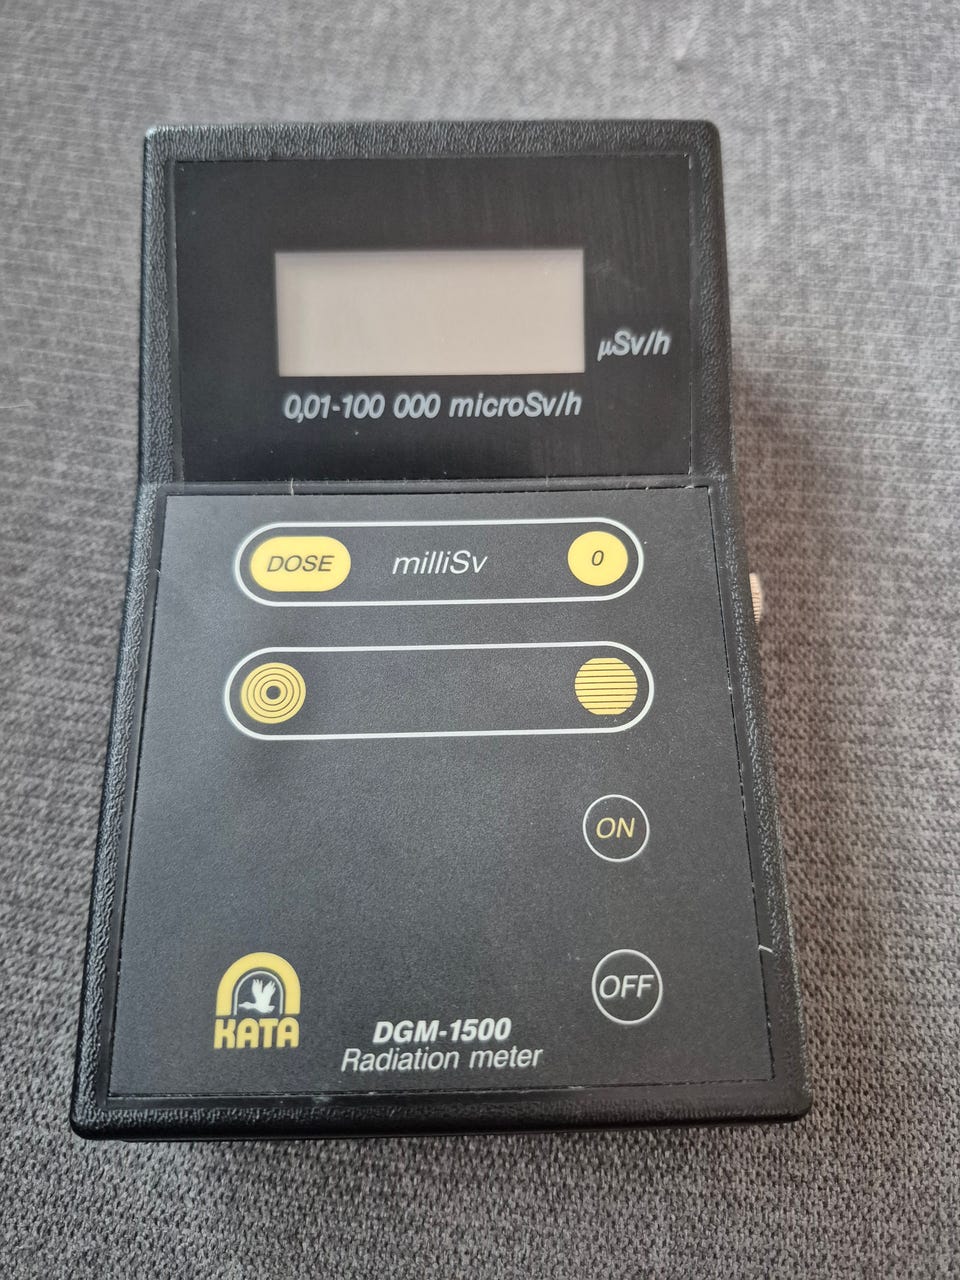 μSv/h
0,01-100 000 microSv/h
DOSE milliSv 0
ON
OFF
KATA
DGM-1500
Radiation meter